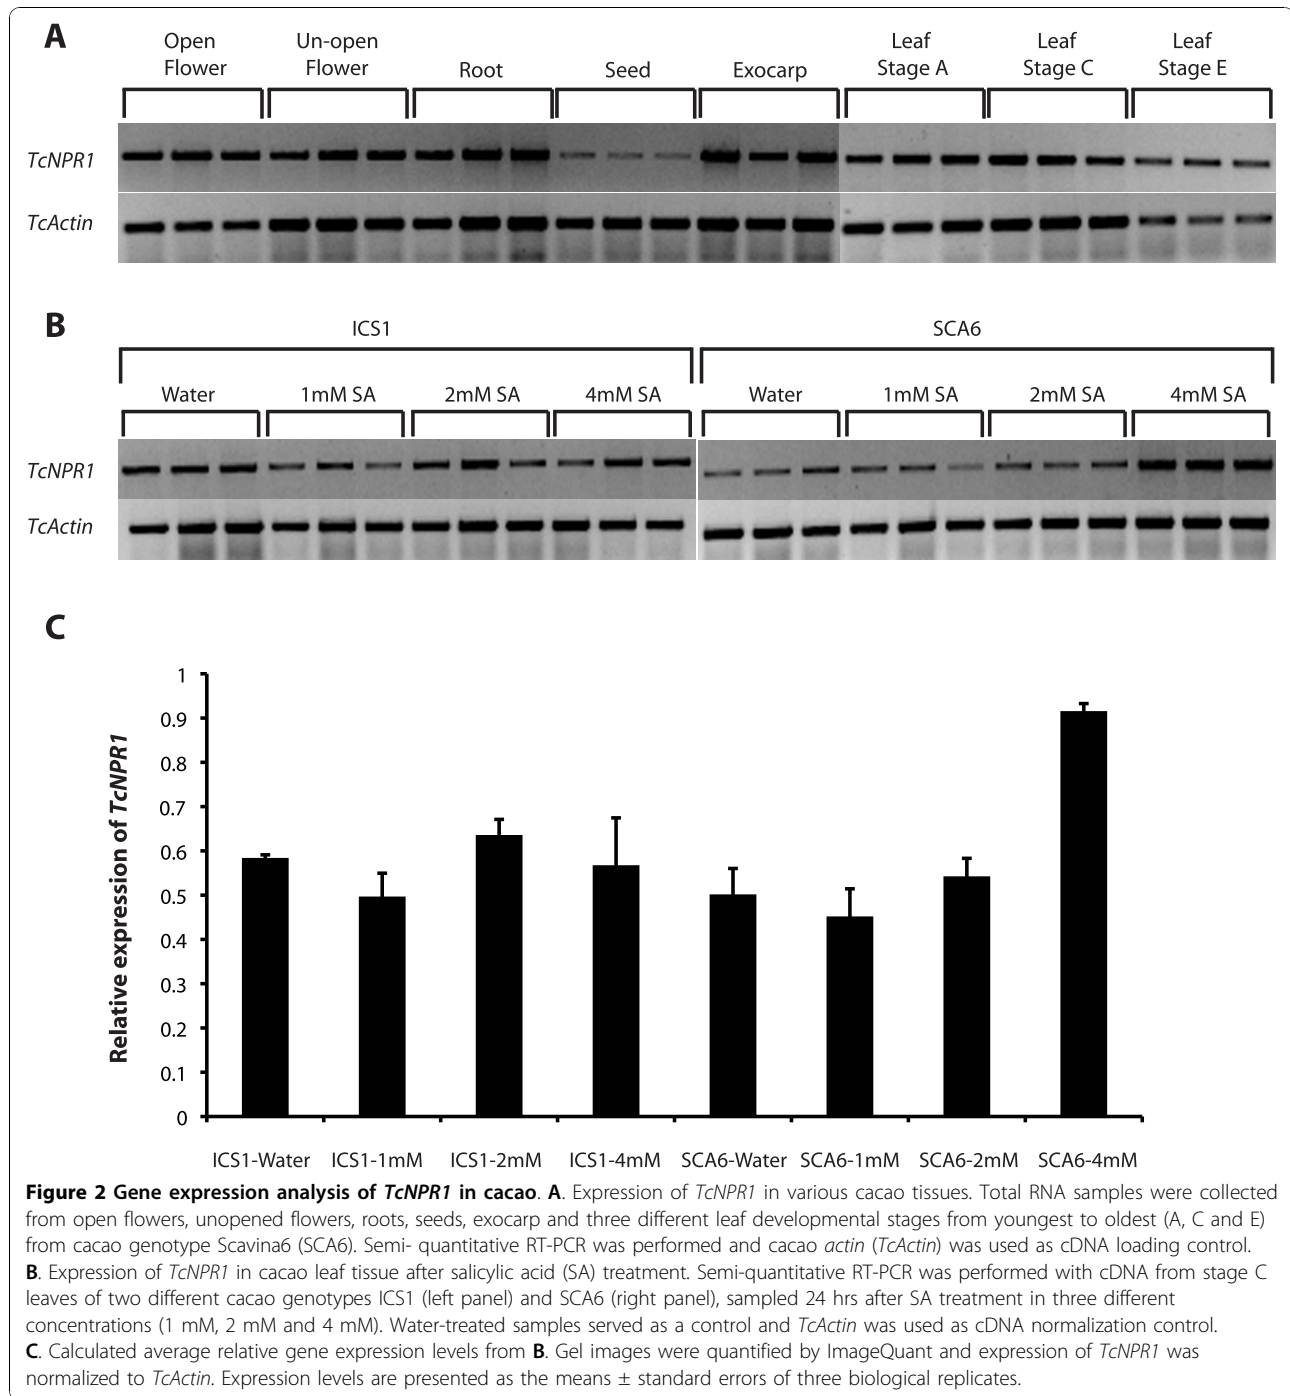 A
Open Flower
Un-open Flower
Root
Seed
Exocarp
Leaf Stage A
Leaf Stage C
Leaf Stage E
TcNPR1
TcActin
B
ICS1
SCA6
Water
1mM SA
2mM SA
4mM SA
Water
1mM SA
2mM SA
4mM SA
TcNPR1
TcActin
C
Relative expression of TcNPR1
1
0.9
0.8
0.7
0.6
0.5
0.4
0.3
0.2
0.1
0
ICS1-Water
ICS1-1mM
ICS1-2mM
ICS1-4mM
SCA6-Water
SCA6-1mM
SCA6-2mM
SCA6-4mM
Figure 2 Gene expression analysis of TcNPR1 in cacao. A. Expression of TcNPR1 in various cacao tissues. Total RNA samples were collected
from open flowers, unopened flowers, roots, seeds, exocarp and three different leaf developmental stages from youngest to oldest (A, C and E)
from cacao genotype Scavina6 (SCA6). Semi- quantitative RT-PCR was performed and cacao actin (TcActin) was used as cDNA loading control.
B. Expression of TcNPR1 in cacao leaf tissue after salicylic acid (SA) treatment. Semi-quantitative RT-PCR was performed with cDNA from stage C
leaves of two different cacao genotypes ICS1 (left panel) and SCA6 (right panel), sampled 24 hrs after SA treatment in three different
concentrations (1 mM, 2 mM and 4 mM). Water-treated samples served as a control and TcActin was used as cDNA normalization control.
C. Calculated average relative gene expression levels from B. Gel images were quantified by ImageQuant and expression of TcNPR1 was
normalized to TcActin. Expression levels are presented as the means ± standard errors of three biological replicates.